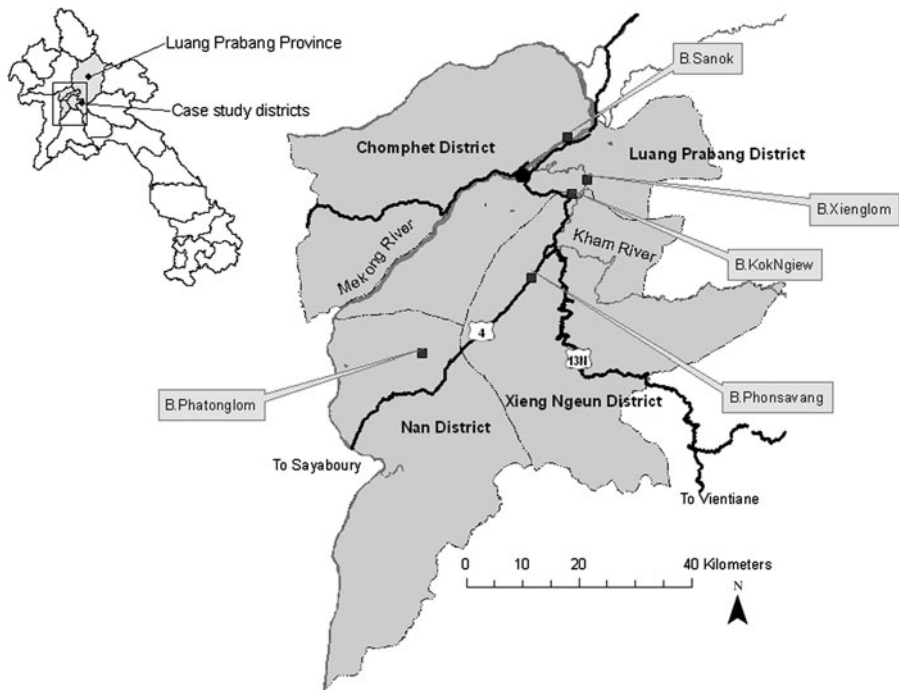 Luang Prabang Province
Case study districts
B.Sanok
Chomphet District
Luang Prabang District
B.Xienglom
Mekong River
Kham River
B.KokNgiew
4
13N
B.Phatonglom
B.Phonsavang
Xieng Ngeun District
Nan District
To Sayaboury
To Vientiane
0 10 20 40 Kilometers
N